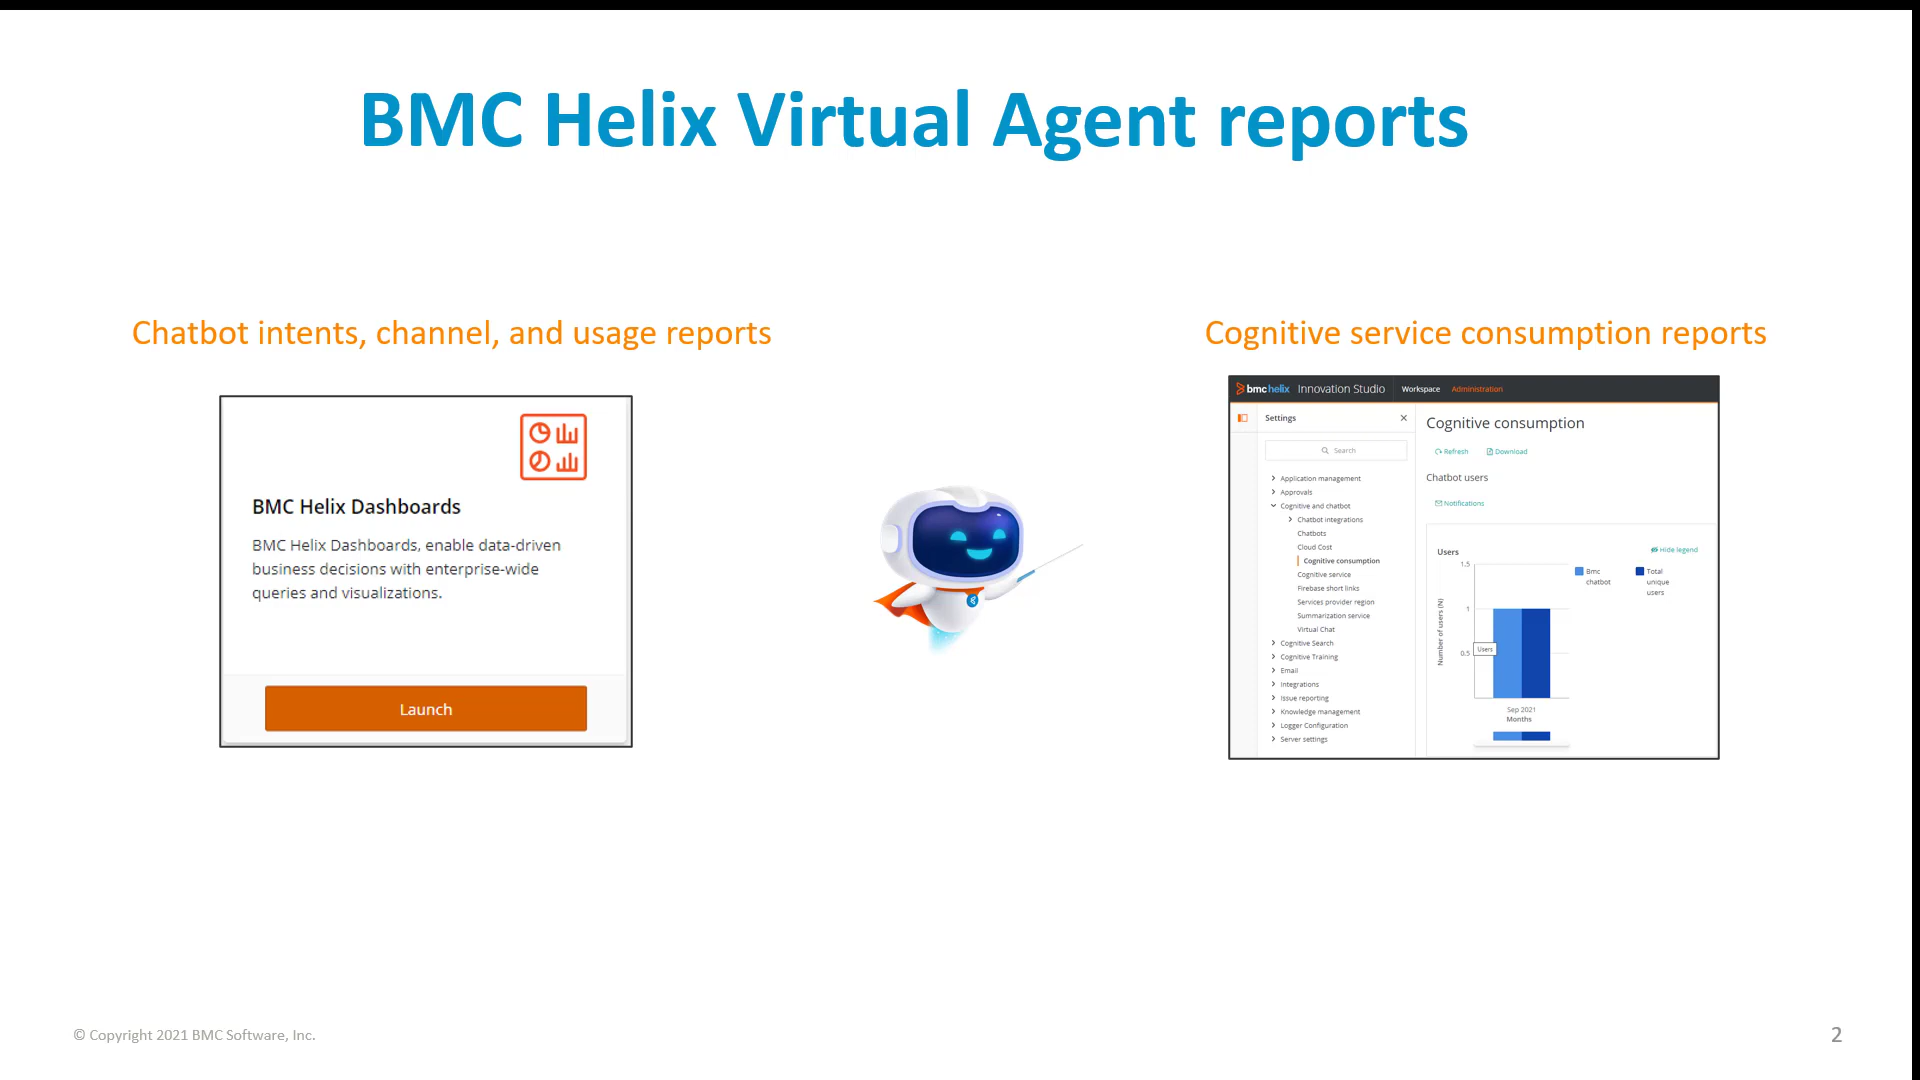 BMC Helix Virtual Agent reports
Chatbot intents, channel, and usage reports
BMC Helix Dashboards
BMC Helix Dashboards, enable data-driven
business decisions with enterprise-wide
queries and visualizations.
Launch
Cognitive service consumption reports
bmc helix Innovation Studio Workspace Administration
Settings
Search
Application management
Approvals
Cognitive and chatbot
Chatbot integrations
Chatbots
Cloud Cost
Cognitive consumption
Cognitive service
Firebase short links
Services provider region
Summarization service
Virtual Chat
Cognitive Search
Cognitive Training
Email
Integrations
Issue reporting
Knowledge management
Logger Configuration
Server settings
Cognitive consumption
Refresh Download
Chatbot users
Notifications
Users
Hide legend
Bmc
chatbot
Total
unique
users
Number of users (N)
1.5
1
0.5
Users
Sep 2021
Months
© Copyright 2021 BMC Software, Inc.
2